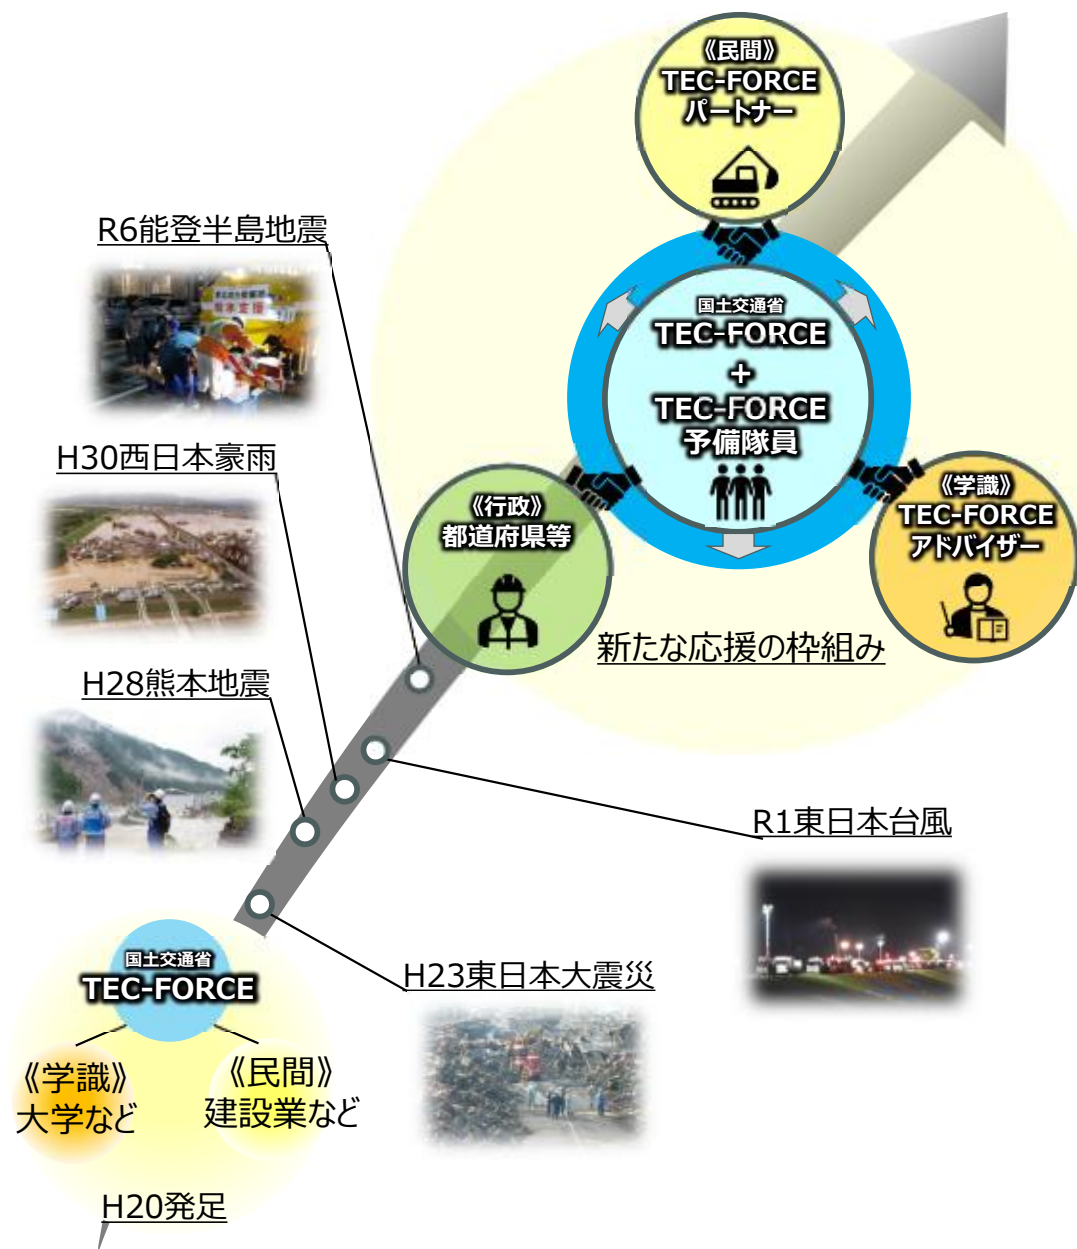 《民間》
TEC-FORCE
パートナー
R6能登半島地震
国土交通省
TEC-FORCE
+
TEC-FORCE
予備隊員
H30西日本豪雨
《行政》
都道府県等
《学識》
TEC-FORCE
アドバイザー
新たな応援の枠組み
H28熊本地震
R1東日本台風
国土交通省
TEC-FORCE
H23東日本大震災
《学識》
大学など
《民間》
建設業など
H20発足